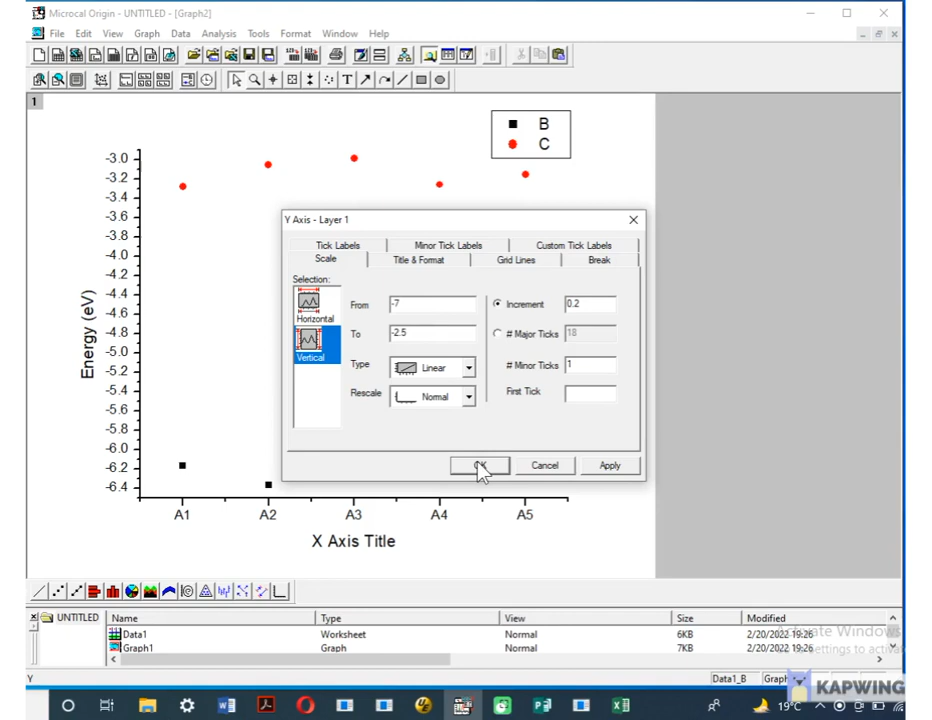 Microcal Origin - UNTITLED - [Graph2]
File Edit View Graph Data Analysis Tools Format Window Help
T
1
B
C
-3.0
-3.2
-3.4
-3.6
-3.8
-4.0
-4.2
-4.4
-4.6
-4.8
-5.0
-5.2
-5.4
-5.6
-5.8
-6.0
-6.2
-6.4
Energy (eV)
A1 A2 A3 A4 A5
X Axis Title
Y Axis - Layer 1
Tick Labels Minor Tick Labels Custom Tick Labels
Scale Title & Format Grid Lines Break
Selection:
Horizontal
Vertical
From -7
To -2.5
Type Linear
Rescale Normal
Increment 0.2
# Major Ticks 18
# Minor Ticks 1
First Tick
OK Cancel Apply
UNTITLED
Name Type View Size Modified
Data1 Worksheet Normal 6KB 2/20/2022 19:26
Graph1 Graph Normal 7KB 2/20/2022 19:26
Y Data1_B
19°C
KAPWING